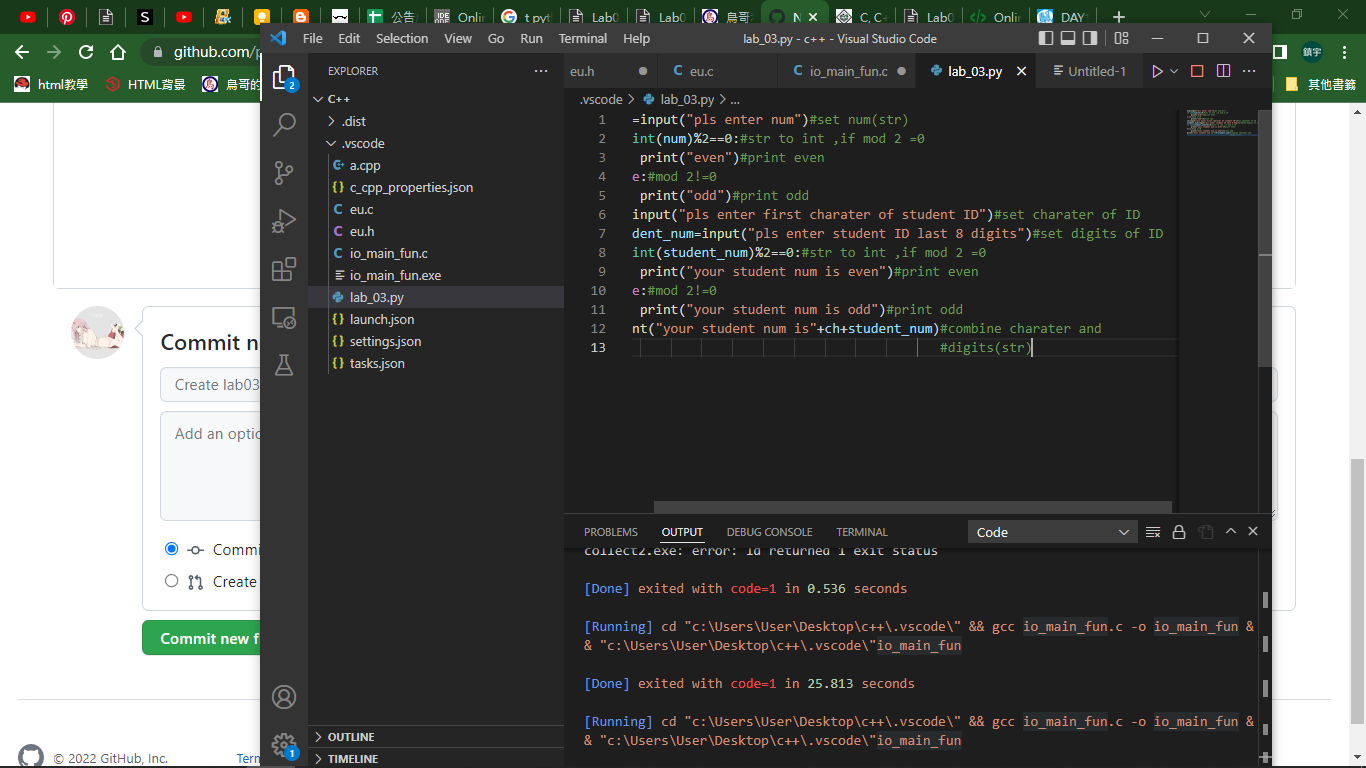 公告
Onlin
t pyth
Lab0
Lab0
鳥哥
N
C, C+
Lab0
Onlin
DAY
github.com/p
鎮宇
html教學
HTML背景
鳥哥的
其他書籤
File Edit Selection View Go Run Terminal Help
lab_03.py - c++ - Visual Studio Code
EXPLORER
eu.h
eu.c
io_main_fun.c
lab_03.py
Untitled-1
.vscode > lab_03.py > ...
C++
.dist
.vscode
a.cpp
c_cpp_properties.json
eu.c
eu.h
io_main_fun.c
io_main_fun.exe
lab_03.py
launch.json
settings.json
tasks.json
OUTLINE
TIMELINE
2
1
1 =input("pls enter num")#set num(str)
2 int(num)%2==0:#str to int ,if mod 2 =0
3 print("even")#print even
4 e:#mod 2!=0
5 print("odd")#print odd
6 input("pls enter first charater of student ID")#set charater of ID
7 dent_num=input("pls enter student ID last 8 digits")#set digits of ID
8 int(student_num)%2==0:#str to int ,if mod 2 =0
9 print("your student num is even")#print even
10 e:#mod 2!=0
11 print("your student num is odd")#print odd
12 nt("your student num is"+ch+student_num)#combine charater and
13 #digits(str)
PROBLEMS OUTPUT DEBUG CONSOLE TERMINAL
Code
collect2.exe: error: ld returned 1 exit status
[Done] exited with code=1 in 0.536 seconds
[Running] cd "c:\Users\User\Desktop\c++\.vscode\" && gcc io_main_fun.c -o io_main_fun &
& "c:\Users\User\Desktop\c++\.vscode\"io_main_fun
[Done] exited with code=1 in 25.813 seconds
[Running] cd "c:\Users\User\Desktop\c++\.vscode\" && gcc io_main_fun.c -o io_main_fun &
& "c:\Users\User\Desktop\c++\.vscode\"io_main_fun
Commit n
Create lab03
Add an optio
Commi
Create
Commit new f
© 2022 GitHub, Inc.
Term